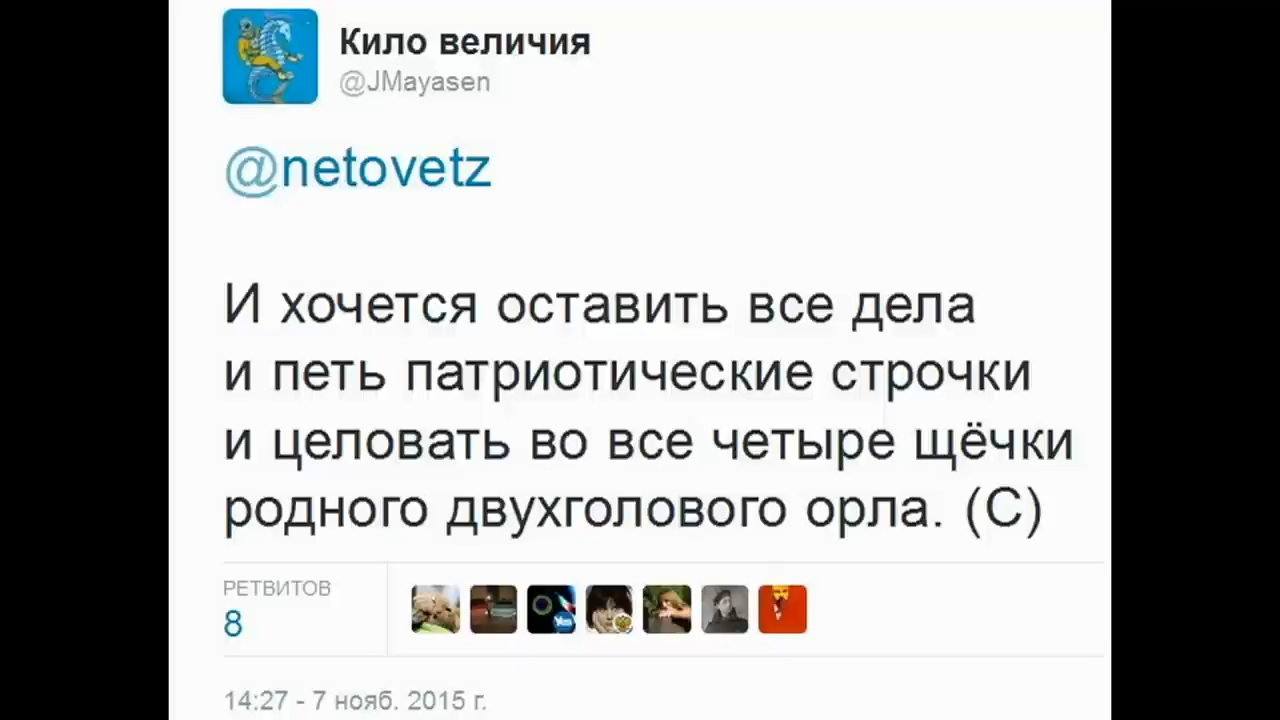 Кило величия
@JMayasen
@netovetz
И хочется оставить все дела
и петь патриотические строчки
и целовать во все четыре щёчки
родного двухголового орла. (С)
РЕТВИТОВ
8
Yes
14:27 - 7 нояб. 2015 г.